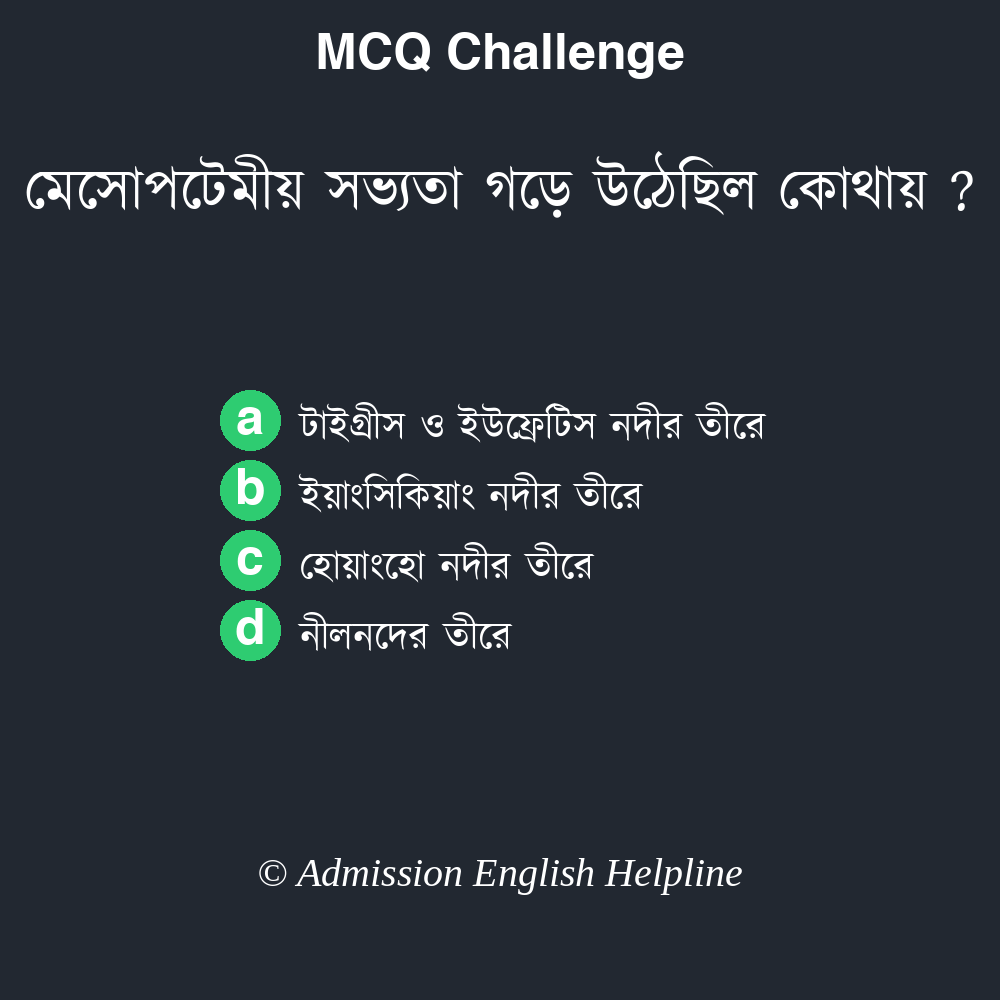 MCQ Challenge
মেসোপটেমীয় সভ্যতা গড়ে উঠেছিল কোথায় ?
a টাইগ্রীস ও ইউফ্রেটিস নদীর তীরে
b ইয়াংসিকিয়াং নদীর তীরে
c হোয়াংহো নদীর তীরে
d নীলনদের তীরে
© Admission English Helpline